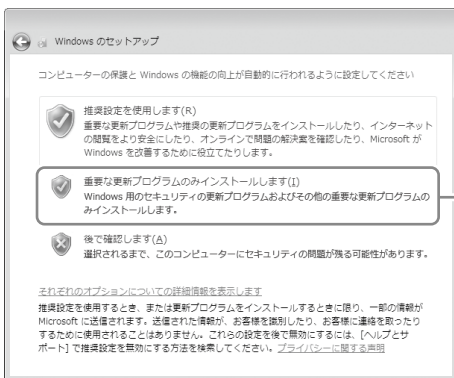 Windows のセットアップ
コンピューターの保護と Windows の機能の向上が自動的に行われるように設定してください
推奨設定を使用します(R)
重要な更新プログラムや推奨の更新プログラムをインストールしたり、インターネット
の閲覧をより安全にしたり、オンラインで問題の解決案を確認したり、Microsoft が
Windows を改善するために役立てたりします。
重要な更新プログラムのみインストールします(I)
Windows 用のセキュリティの更新プログラムおよびその他の重要な更新プログラムの
みインストールします。
後で確認します(A)
選択されるまで、このコンピューターにセキュリティの問題が残る可能性があります。
それぞれのオプションについての詳細情報を表示します
推奨設定を使用するとき、または更新プログラムをインストールするときに限り、一部の情報が
Microsoft に送信されます。送信された情報が、お客様を識別したり、お客様に連絡を取ったり
するために使用されることはありません。これらの設定を後で無効にするには、[ヘルプとサ
ポート] で推奨設定を無効にする方法を検索してください。プライバシーに関する声明